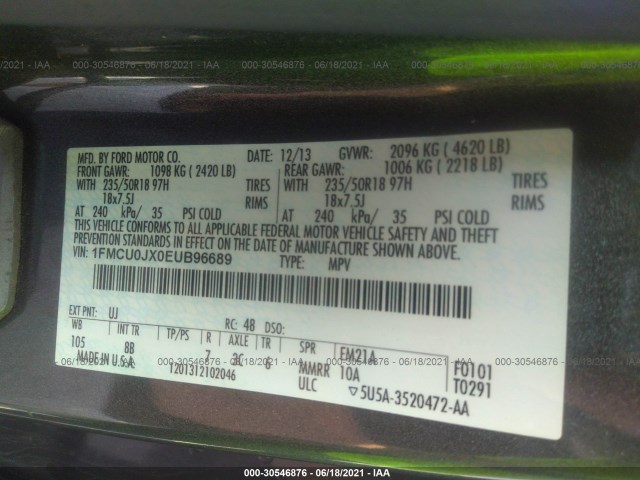 000-30546876 - 06/18/2021 - IAA
MFD. BY FORD MOTOR CO. DATE: 12/13 GVWR: 2096 KG ( 4620 LB)
FRONT GAWR: 1098 KG ( 2420 LB) REAR GAWR: 1006 KG ( 2218 LB)
WITH 235/50R18 97H TIRES WITH 235/50R18 97H TIRES
18x7.5J RIMS 18x7.5J RIMS
AT 240 kPa/ 35 PSI COLD AT 240 kPa/ 35 PSI COLD
THIS VEHICLE CONFORMS TO ALL APPLICABLE FEDERAL MOTOR VEHICLE SAFETY AND THEFT
PREVENTION STANDARDS IN EFFECT ON THE DATE OF MANUFACTURE SHOWN ABOVE.
VIN: 1FMCU0JX0EUB96689 TYPE: MPV
EXT PNT: UJ RC: 48 DSO:
WB INT TR TP/PS R AXLE TR SPR
105 8B 7 3C 6 EM21A
MADE IN U.S.A. 1201312102046 MMRR 10A F0101
ULC T0291
▽5U5A-3520472-AA
000-30546876 - 06/18/2021 - IAA